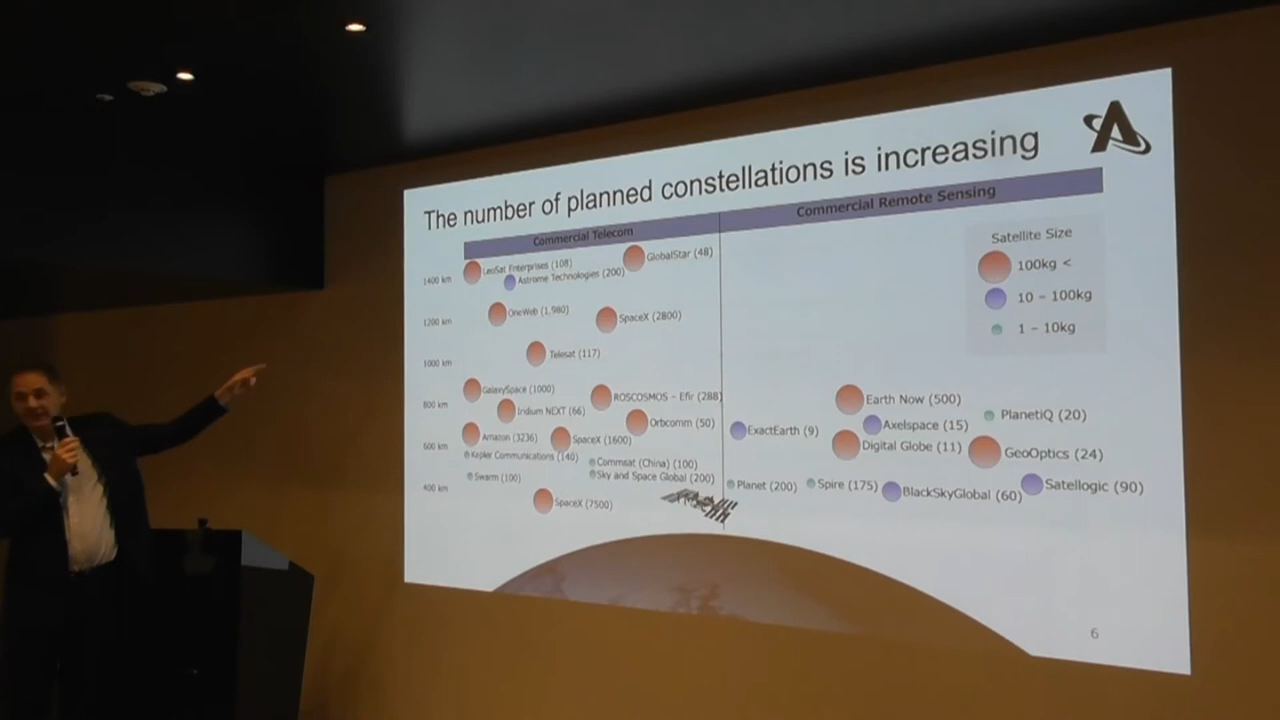 The number of planned constellations is increasing
Commercial Telecom
Commercial Remote Sensing
Satellite Size
100kg <
10 – 100kg
1 – 10kg
1400 km
LeoSat Enterprises (108)
GlobalStar (48)
Astrome Technologies (200)
1200 km
OneWeb (1,980)
SpaceX (2800)
1000 km
Telesat (117)
800 km
GalaxySpace (1000)
ROSCOSMOS – Efir (288)
Iridium NEXT (66)
Orbcomm (50)
600 km
Amazon (3236)
SpaceX (1600)
Kepler Communications (140)
Commsat (China) (100)
Swarm (100)
Sky and Space Global (200)
400 km
SpaceX (7500)
Earth Now (500)
PlanetiQ (20)
ExactEarth (9)
Axelspace (15)
Digital Globe (11)
GeoOptics (24)
Planet (200)
Spire (175)
BlackSkyGlobal (60)
Satellogic (90)
6